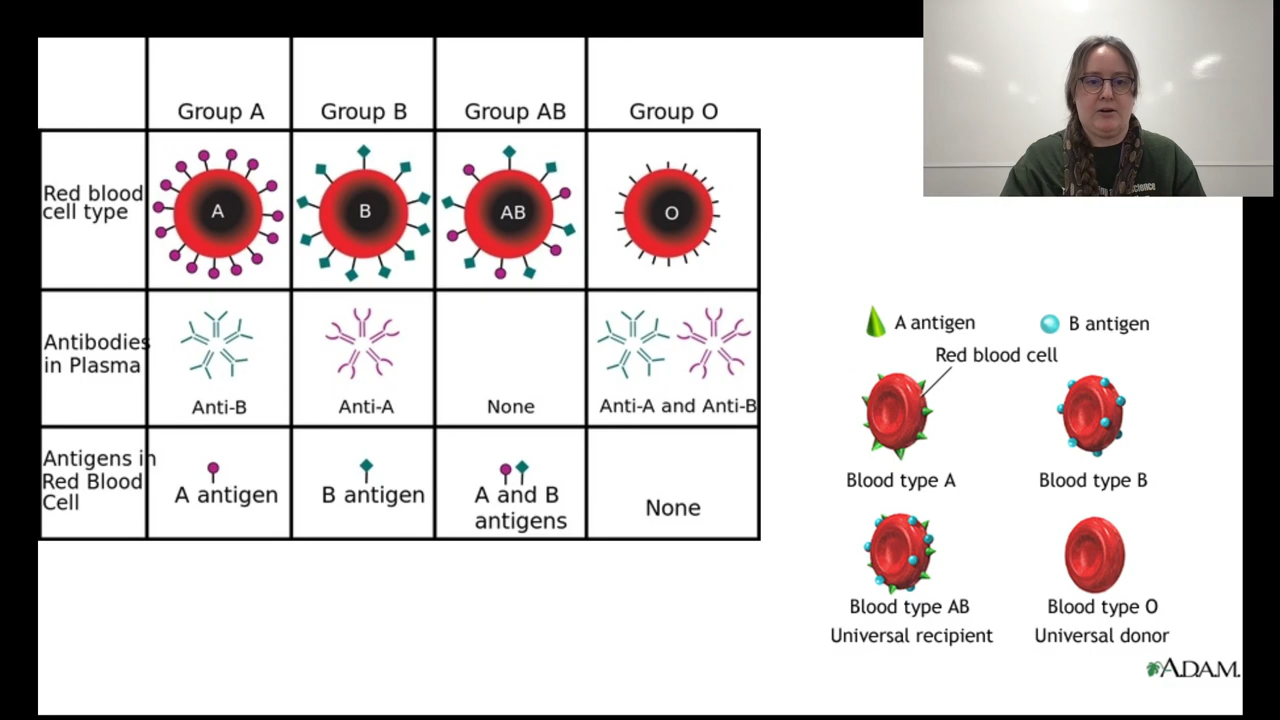 Group A
Group B
Group AB
Group O
Red blood
cell type
A
B
AB
O
Antibodies
in Plasma
Anti-B
Anti-A
None
Anti-A and Anti-B
Antigens in
Red Blood
Cell
A antigen
B antigen
A and B
antigens
None
A antigen
B antigen
Red blood cell
Blood type A
Blood type B
Blood type AB
Universal recipient
Blood type O
Universal donor
A.D.A.M.
science